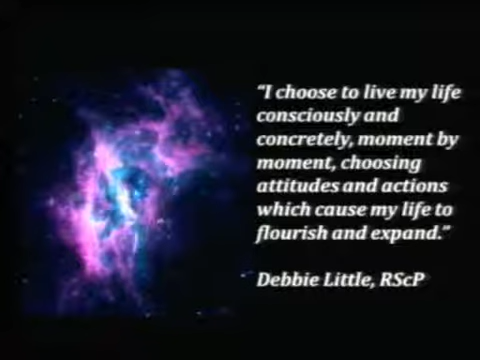 “I choose to live my life
consciously and
concretely, moment by
moment, choosing
attitudes and actions
which cause my life to
flourish and expand.”
Debbie Little, RScP